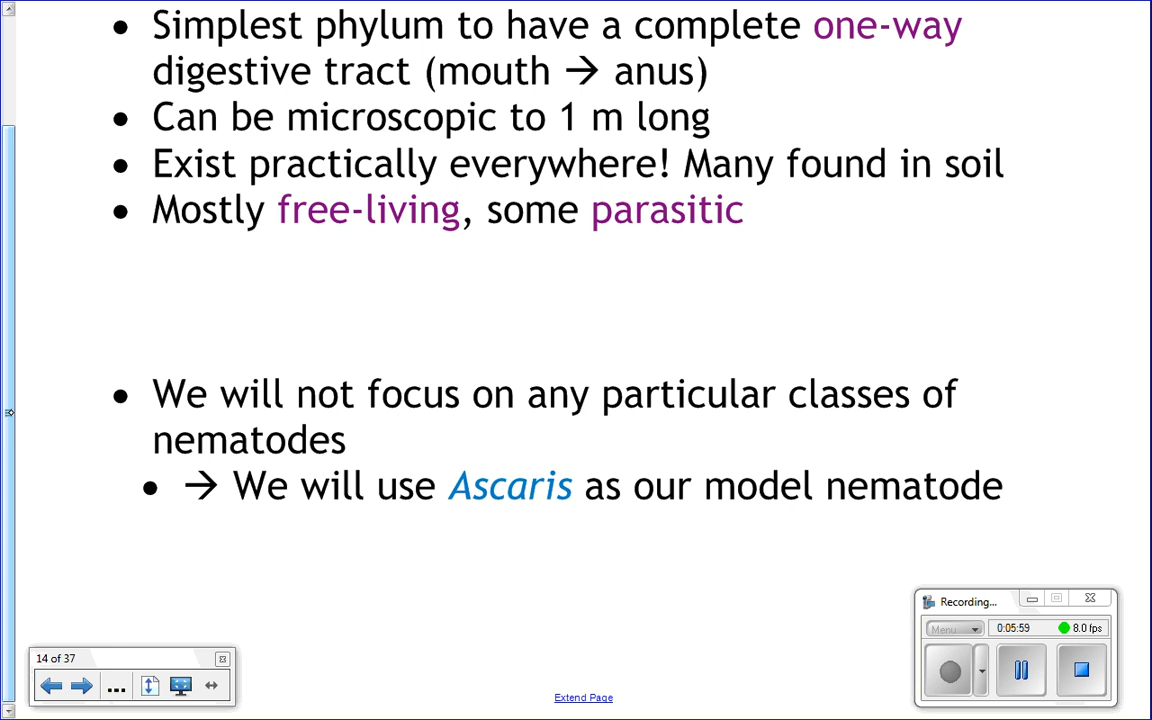 • Simplest phylum to have a complete one-way
digestive tract (mouth → anus)
• Can be microscopic to 1 m long
• Exist practically everywhere! Many found in soil
• Mostly free-living, some parasitic
• We will not focus on any particular classes of
nematodes
• → We will use Ascaris as our model nematode
Recording...
Menu
0:05:59
8.0 fps
14 of 37
...
Extend Page